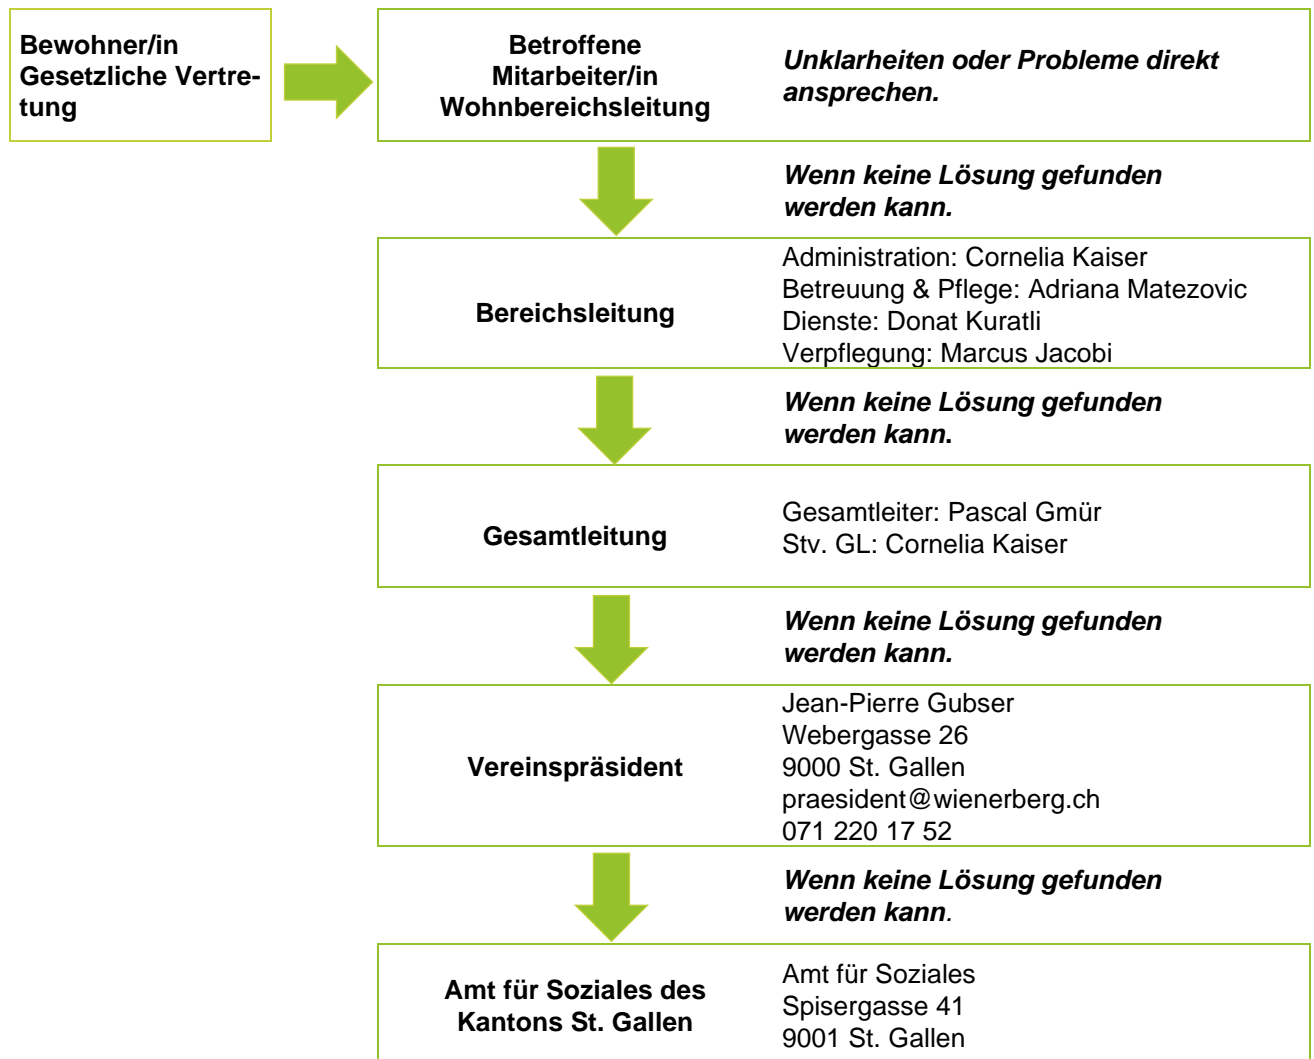 Bewohner/in
Gesetzliche Vertre-
tung
Betroffene
Mitarbeiter/in
Wohnbereichsleitung
Unklarheiten oder Probleme direkt
ansprechen.
Wenn keine Lösung gefunden
werden kann.
Bereichsleitung
Administration: Cornelia Kaiser
Betreuung & Pflege: Adriana Matezovic
Dienste: Donat Kuratli
Verpflegung: Marcus Jacobi
Wenn keine Lösung gefunden
werden kann.
Gesamtleitung
Gesamtleiter: Pascal Gmür
Stv. GL: Cornelia Kaiser
Wenn keine Lösung gefunden
werden kann.
Vereinspräsident
Jean-Pierre Gubser
Webergasse 26
9000 St. Gallen
praesident@wienerberg.ch
071 220 17 52
Wenn keine Lösung gefunden
werden kann.
Amt für Soziales des
Kantons St. Gallen
Amt für Soziales
Spisergasse 41
9001 St. Gallen